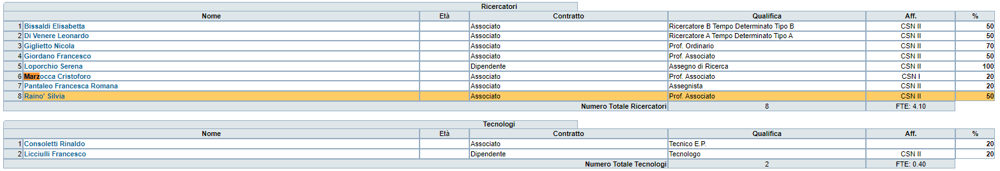 Ricercatori
Nome Età Contratto Qualifica Aff. %
1 Bissaldi Elisabetta Associato Ricercatore B Tempo Determinato Tipo B CSN II 50
2 Di Venere Leonardo Associato Ricercatore A Tempo Determinato Tipo A CSN II 50
3 Giglietto Nicola Associato Prof. Ordinario CSN II 70
4 Giordano Francesco Associato Prof. Associato CSN II 50
5 Loporchio Serena Dipendente Assegno di Ricerca CSN II 100
6 Marzocca Cristoforo Associato Prof. Associato CSN I 20
7 Pantaleo Francesca Romana Associato Assegnista CSN II 20
8 Raino' Silvia Associato Prof. Associato CSN II 50
Numero Totale Ricercatori 8 FTE: 4.10
Tecnologi
Nome Età Contratto Qualifica Aff. %
1 Consoletti Rinaldo Associato Tecnico E.P. 20
2 Licciulli Francesco Dipendente Tecnologo CSN II 20
Numero Totale Tecnologi 2 FTE: 0.40